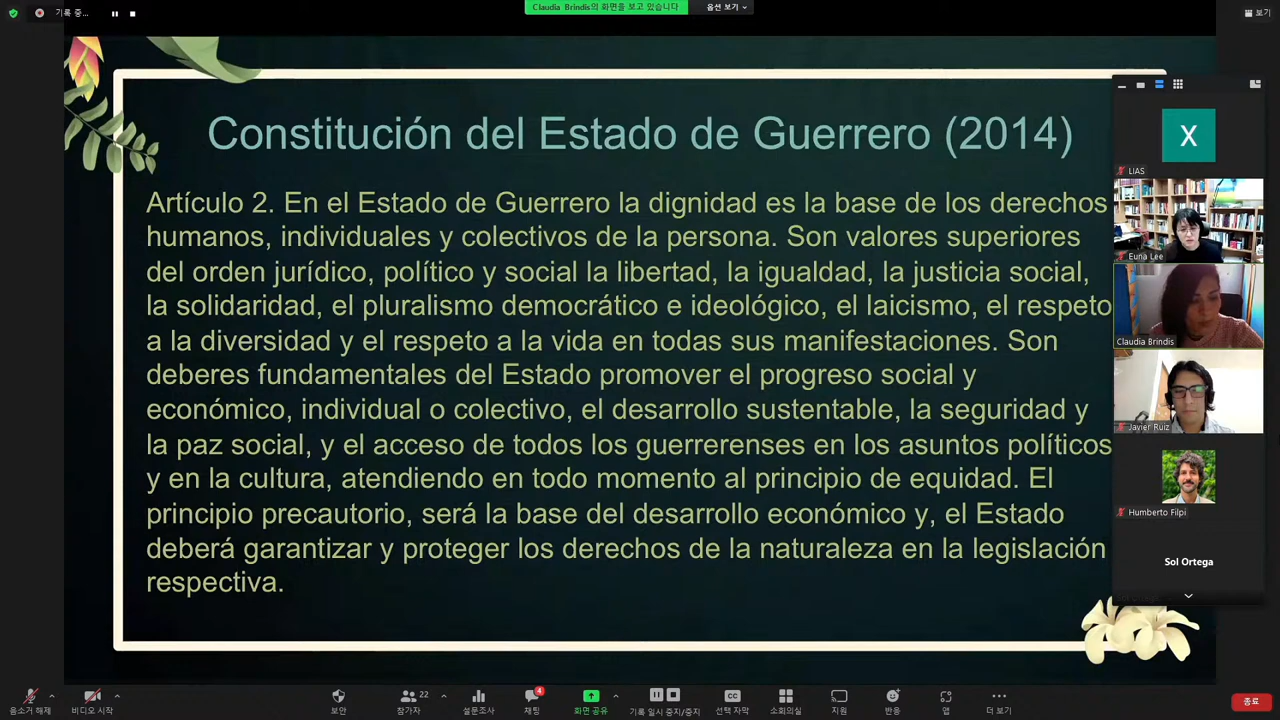 기록 중...
Claudia Brindis의 화면을 보고 있습니다
옵션 보기
보기
Constitución del Estado de Guerrero (2014)
Artículo 2. En el Estado de Guerrero la dignidad es la base de los derechos
humanos, individuales y colectivos de la persona. Son valores superiores
del orden jurídico, político y social la libertad, la igualdad, la justicia social,
la solidaridad, el pluralismo democrático e ideológico, el laicismo, el respeto
a la diversidad y el respeto a la vida en todas sus manifestaciones. Son
deberes fundamentales del Estado promover el progreso social y
económico, individual o colectivo, el desarrollo sustentable, la seguridad y
la paz social, y el acceso de todos los guerrerenses en los asuntos políticos
y en la cultura, atendiendo en todo momento al principio de equidad. El
principio precautorio, será la base del desarrollo económico y, el Estado
deberá garantizar y proteger los derechos de la naturaleza en la legislación
respectiva.
X
LIAS
Euna Lee
Claudia Brindis
Javier Ruiz
Humberto Filpi
Sol Ortega
음소거 해제
비디오 시작
보안
참가자
22
설문조사
채팅
4
화면 공유
기록 일시 중지/중지
CC
선택 자막
소회의실
지원
반응
앱
더 보기
종료